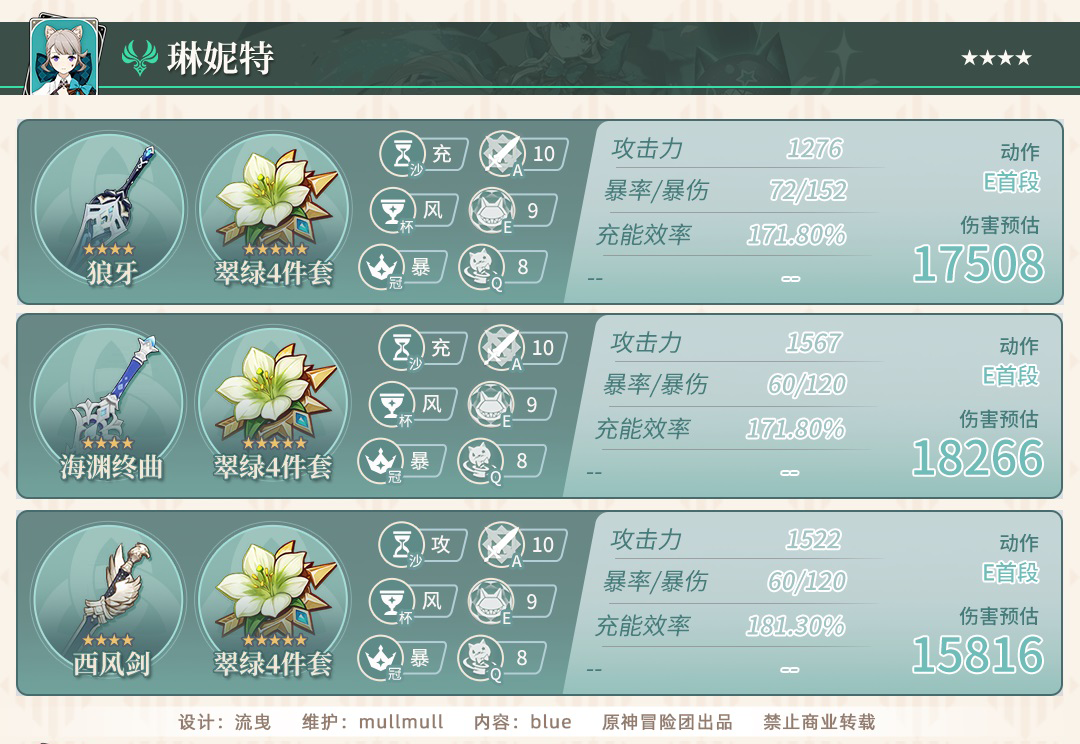 琳妮特
★★★★
沙 充
A 10
攻击力 1276
动作
E首段
杯 风
E 9
暴率/暴伤 72/152
伤害预估
充能效率 171.80%
17508
★★★★
狼牙
★★★★★
翠绿4件套
冠 暴
Q 8
-- --
沙 充
A 10
攻击力 1567
动作
E首段
杯 风
E 9
暴率/暴伤 60/120
伤害预估
充能效率 171.80%
18266
★★★★
海渊终曲
★★★★★
翠绿4件套
冠 暴
Q 8
-- --
沙 攻
A 10
攻击力 1522
动作
E首段
杯 风
E 9
暴率/暴伤 60/120
伤害预估
充能效率 181.30%
15816
★★★★
西风剑
★★★★★
翠绿4件套
冠 暴
Q 8
-- --
设计：流曳 维护：mullmull 内容：blue 原神冒险团出品 禁止商业转载